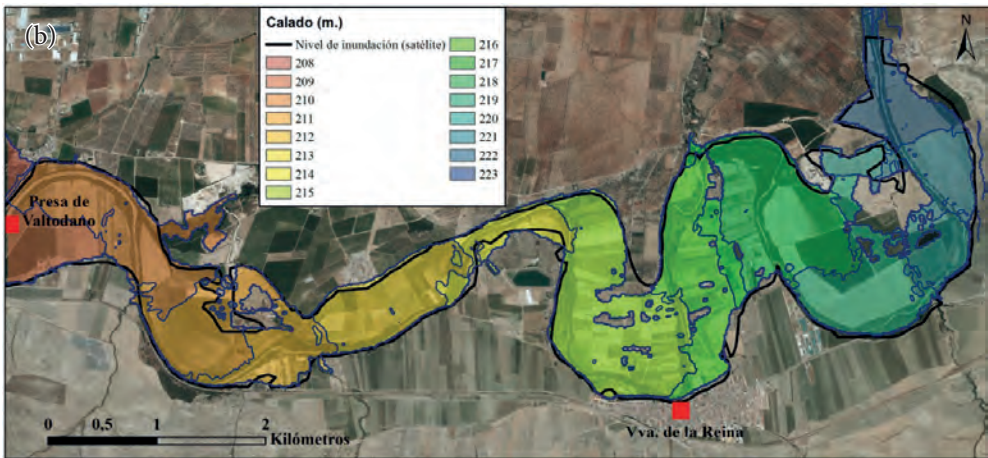 (b)
Calado (m.)
Nivel de inundación (satélite)
208
209
210
211
212
213
214
215
216
217
218
219
220
221
222
223
N
Presa de
Valtodano
Vva. de la Reina
0 0,5 1 2
Kilómetros